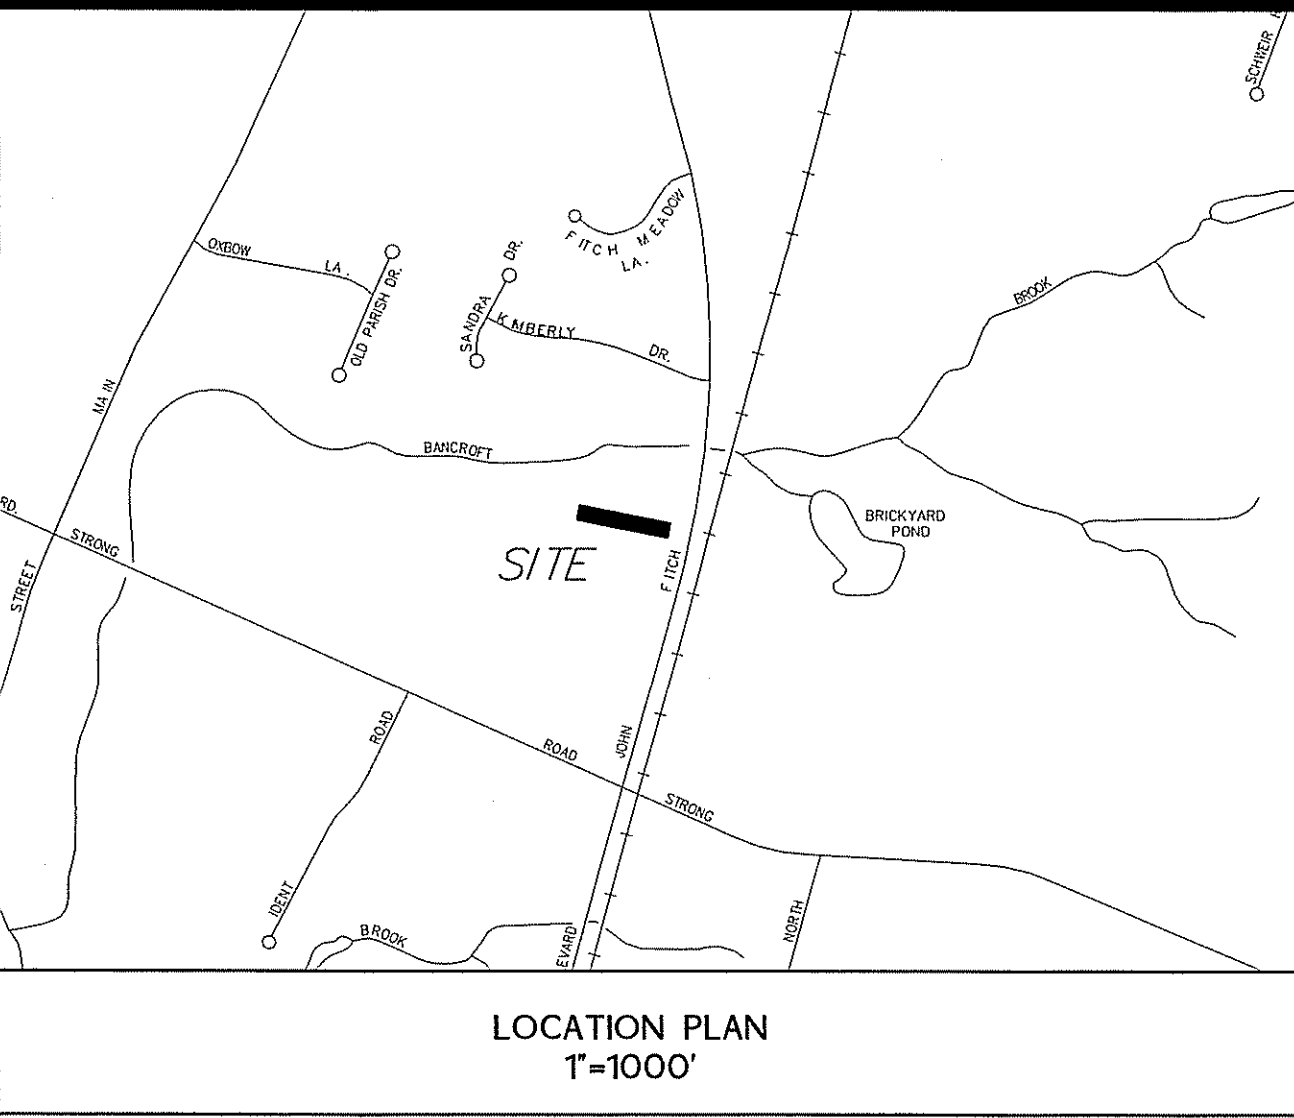 SCHWEIR
FITCH MEADOW
LA.
OXBOW LA.
OLD PARISH DR.
SANDRA DR.
KIMBERLY DR.
BROOK
MAIN
STREET
BANCROFT
BRICKYARD
POND
RD.
STRONG
ROAD
SITE
FITCH
JOHN
ROAD
STRONG
IDENT
BROOK
EVARD
NORTH
LOCATION PLAN
1"=1000'